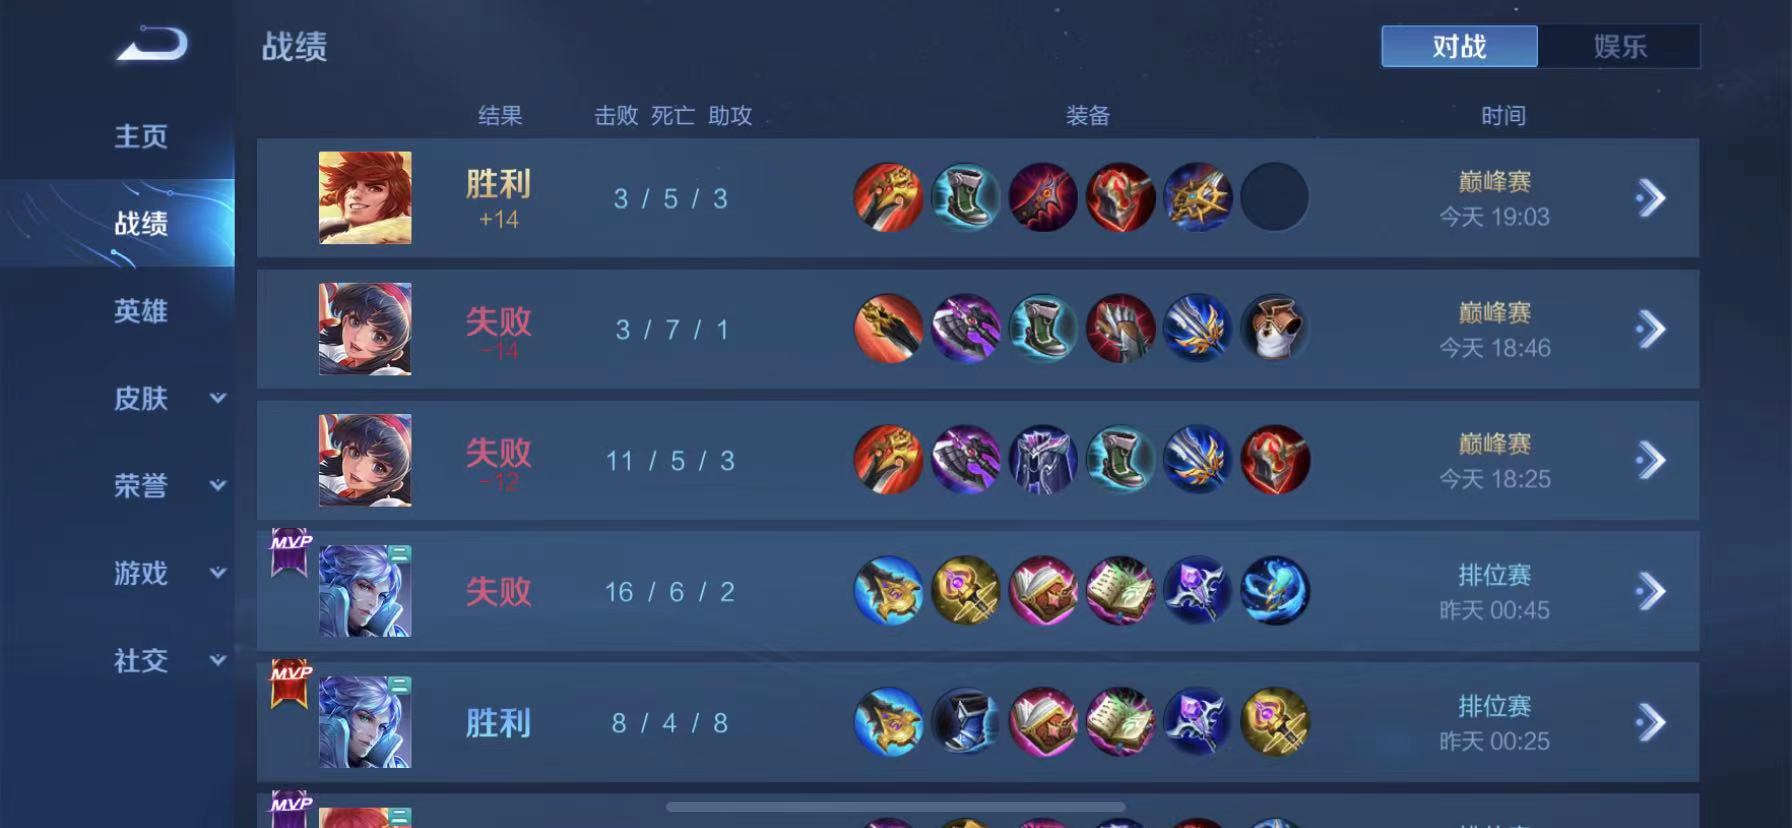 战绩
对战
娱乐
主页
战绩
英雄
皮肤
荣誉
游戏
社交
结果
击败 死亡 助攻
装备
时间
胜利
+14
3 / 5 / 3
巅峰赛
今天 19:03
失败
-14
3 / 7 / 1
巅峰赛
今天 18:46
失败
-12
11 / 5 / 3
巅峰赛
今天 18:25
MVP
二
失败
16 / 6 / 2
排位赛
昨天 00:45
MVP
二
胜利
8 / 4 / 8
排位赛
昨天 00:25
MVP
二